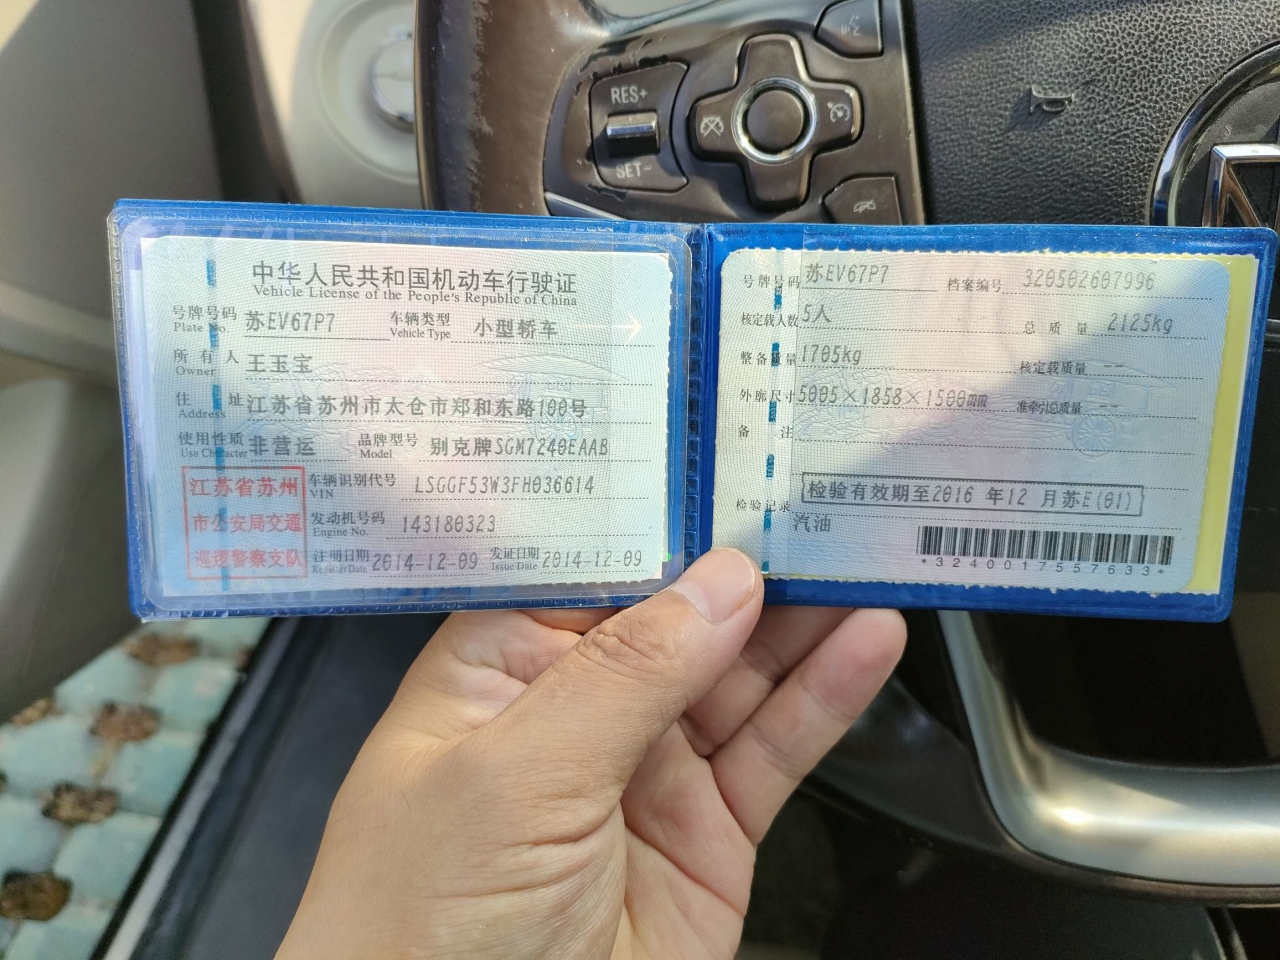 RES+
SET-
中华人民共和国机动车行驶证
Vehicle License of the People's Republic of China
号牌号码 苏EV67P7 车辆类型 小型轿车
Plate No. Vehicle Type
所有人 王玉宝
Owner
住址 江苏省苏州市太仓市郑和东路100号
Address
使用性质 非营运 品牌型号 别克牌SGM7240EAAB
Use Character Model
江苏省苏州
市公安局交通
巡逻警察支队
车辆识别代号 LSGGF53W3FH036614
VIN
发动机号码 143180323
Engine No.
注册日期 2014-12-09 发证日期 2014-12-09
Register Date Issue Date
号牌号码 苏EV67P7 档案编号 320502607996
核定载人数 5人 总质量 2125kg
整备质量 1705kg 核定载质量 --
外廓尺寸 5005×1858×1500mm 准牵引总质量 --
备注
检验有效期至2016 年12 月苏E(01)
检验记录
汽油
*3240017557633*